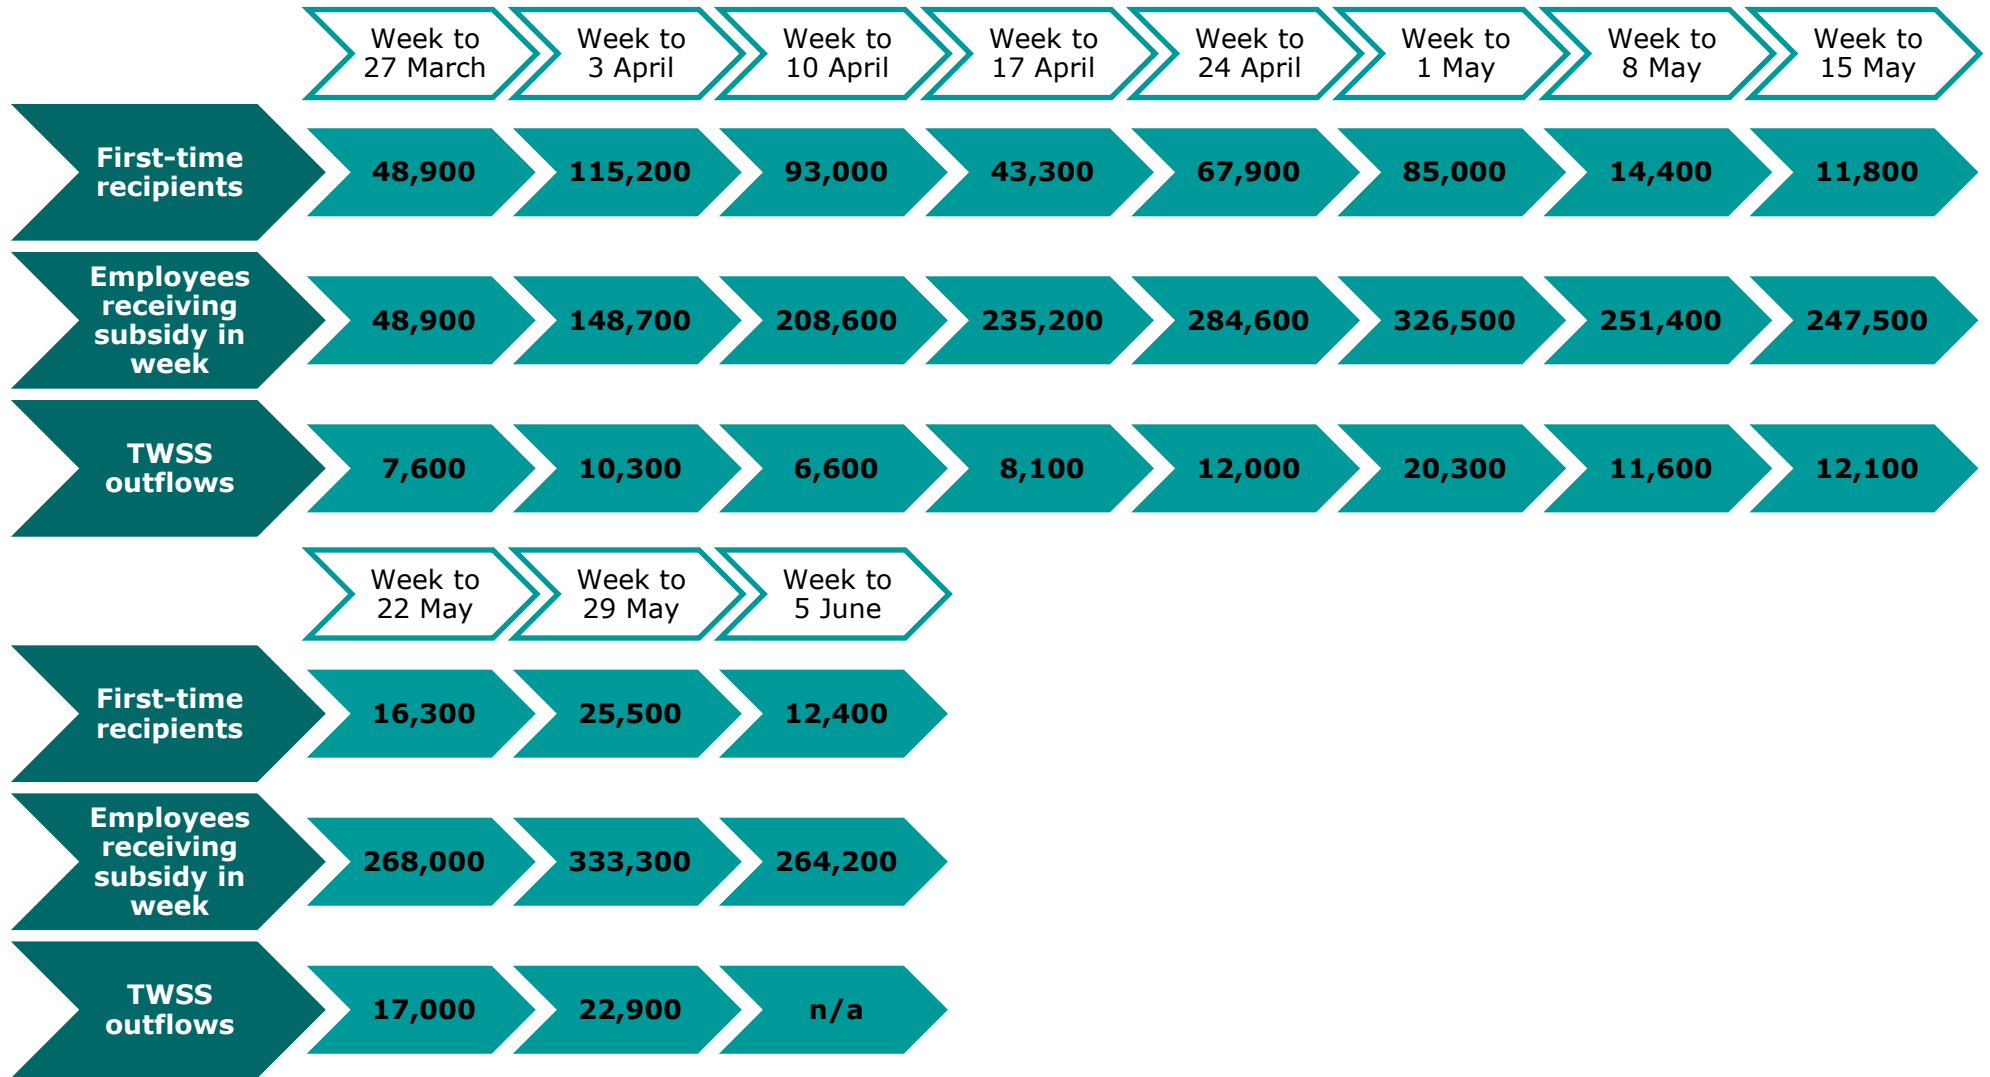 Week to
27 March
Week to
3 April
Week to
10 April
Week to
17 April
Week to
24 April
Week to
1 May
Week to
8 May
Week to
15 May
First-time
recipients
48,900
115,200
93,000
43,300
67,900
85,000
14,400
11,800
Employees
receiving
subsidy in
week
48,900
148,700
208,600
235,200
284,600
326,500
251,400
247,500
TWSS
outflows
7,600
10,300
6,600
8,100
12,000
20,300
11,600
12,100
Week to
22 May
Week to
29 May
Week to
5 June
First-time
recipients
16,300
25,500
12,400
Employees
receiving
subsidy in
week
268,000
333,300
264,200
TWSS
outflows
17,000
22,900
n/a